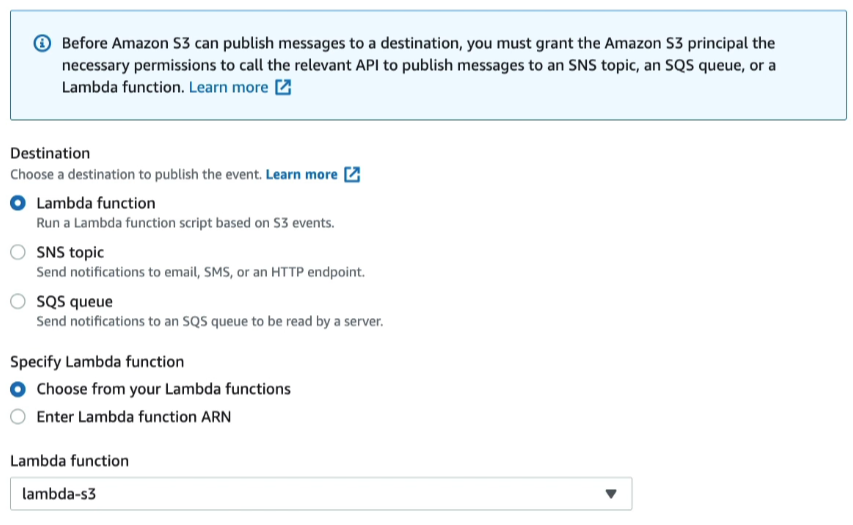 Before Amazon S3 can publish messages to a destination, you must grant the Amazon S3 principal the
necessary permissions to call the relevant API to publish messages to an SNS topic, an SQS queue, or a
Lambda function. Learn more
Destination
Choose a destination to publish the event. Learn more
Lambda function
Run a Lambda function script based on S3 events.
SNS topic
Send notifications to email, SMS, or an HTTP endpoint.
SQS queue
Send notifications to an SQS queue to be read by a server.
Specify Lambda function
Choose from your Lambda functions
Enter Lambda function ARN
Lambda function
lambda-s3